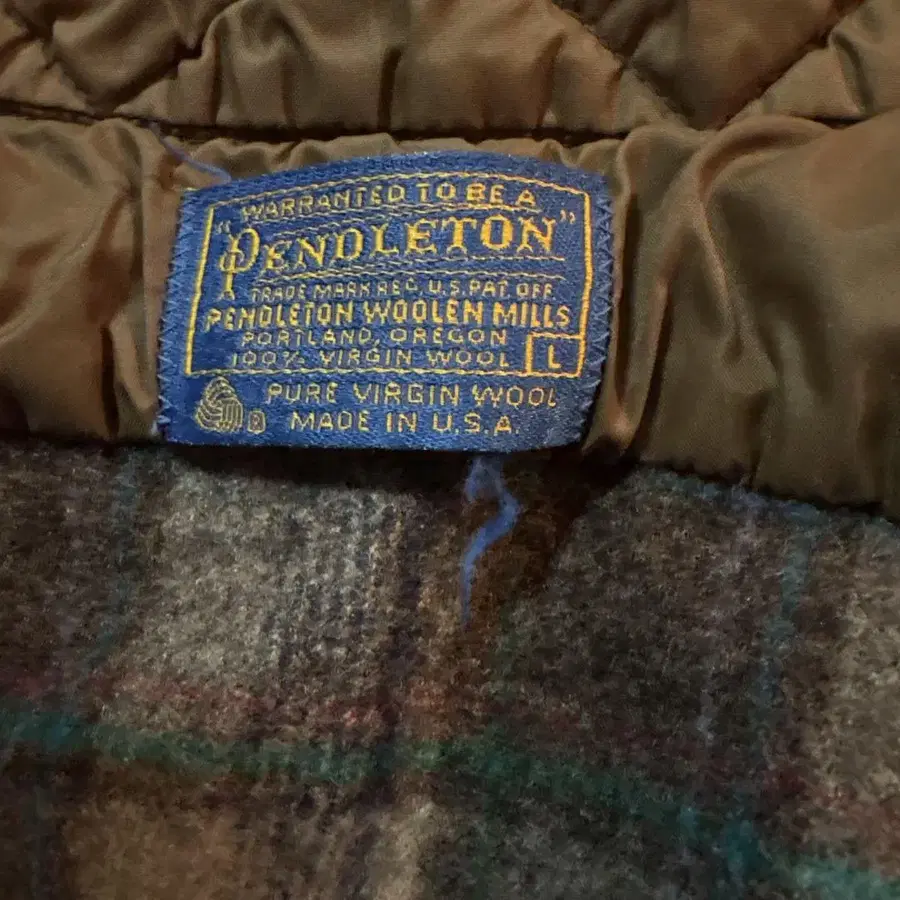 WARRANTED TO BE A
"PENDLETON"
TRADE MARK REG. U.S. PAT. OFF.
PENDLETON WOOLEN MILLS
PORTLAND, OREGON
100% VIRGIN WOOL L
PURE VIRGIN WOOL
R MADE IN U.S.A.